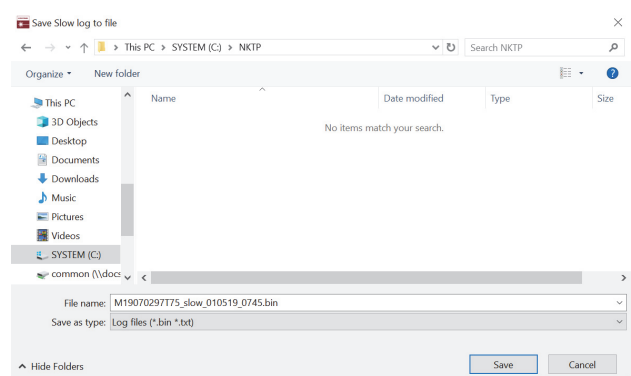 Save Slow log to file
This PC > SYSTEM (C:) > NKTP
Search NKTP
Organize
New folder
Name
Date modified
Type
Size
No items match your search.
This PC
3D Objects
Desktop
Documents
Downloads
Music
Pictures
Videos
SYSTEM (C:)
common (\\docs
File name: M19070297T75_slow_010519_0745.bin
Save as type: Log files (*.bin *.txt)
Hide Folders
Save
Cancel